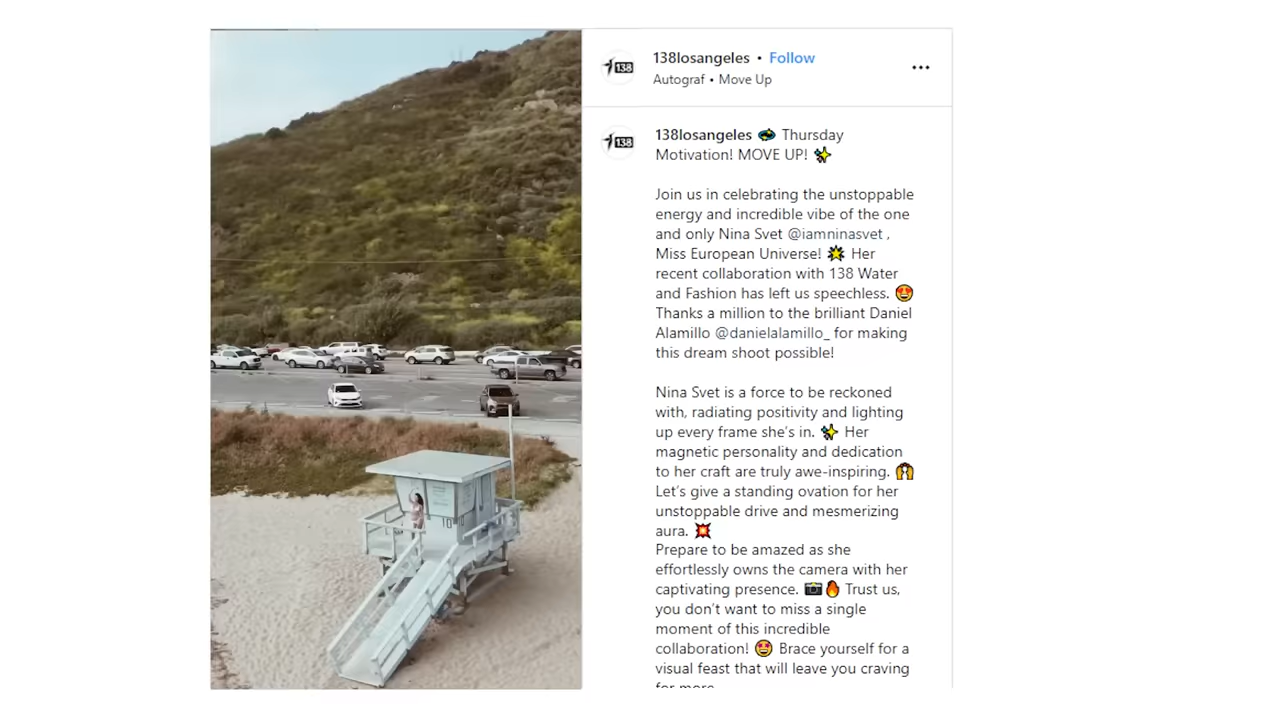 138
138losangeles • Follow
Autograf • Move Up
•••
138
138losangeles 🪩 Thursday
Motivation! MOVE UP! ✨
Join us in celebrating the unstoppable
energy and incredible vibe of the one
and only Nina Svet @iamninasvet ,
Miss European Universe! 🌟 Her
recent collaboration with 138 Water
and Fashion has left us speechless. 😍
Thanks a million to the brilliant Daniel
Alamillo @danielalamillo_ for making
this dream shoot possible!
Nina Svet is a force to be reckoned
with, radiating positivity and lighting
up every frame she's in. ✨ Her
magnetic personality and dedication
to her craft are truly awe-inspiring. 🙌
Let's give a standing ovation for her
unstoppable drive and mesmerizing
aura. 💥
Prepare to be amazed as she
effortlessly owns the camera with her
captivating presence. 📸🔥 Trust us,
you don't want to miss a single
moment of this incredible
collaboration! 🤩 Brace yourself for a
visual feast that will leave you craving
for more